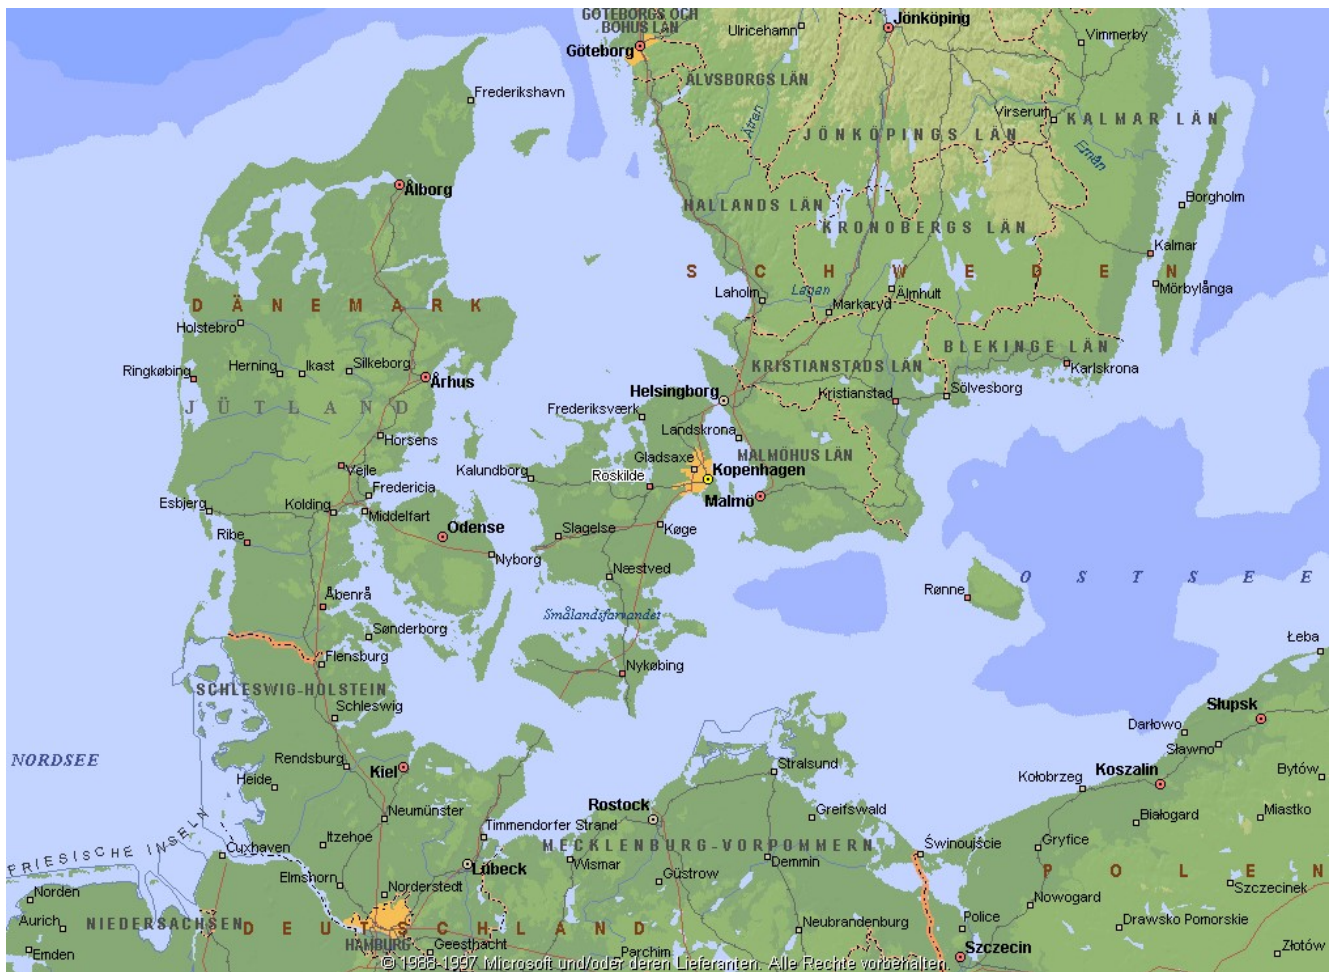 GÖTEBORGS OCH
BOHUS LÄN
Jönköping
Ulricehamn
Vimmerby
Göteborg
ÄLVSBORGS LÄN
Frederikshavn
Ätran
Virserum
KALMAR LÄN
JÖNKÖPINGS LÄN
Emån
Ålborg
Borgholm
HALLANDS LÄN
KRONOBERGS LÄN
Kalmar
SCHWEDEN
Laholm
Lagan
Älmhult
Mörbylånga
DÄNEMARK
Markaryd
Holstebro
BLEKINGE LÄN
Herning
Ikast
Silkeborg
Ringkøbing
Århus
KRISTIANSTADS LÄN
Karlskrona
Helsingborg
Kristianstad
Sölvesborg
JÜTLAND
Frederiksværk
Horsens
Landskrona
Gladsaxe
MALMÖHUS LÄN
Vejle
Kalundborg
Roskilde
Kopenhagen
Fredericia
Malmö
Esbjerg
Kolding
Middelfart
Odense
Slagelse
Køge
Ribe
Nyborg
Næstved
OSTSEE
Rønne
Åbenrå
Smålandsfarvandet
Sønderborg
Łeba
Flensburg
Nykøbing
SCHLESWIG-HOLSTEIN
Schleswig
Słupsk
Darłowo
Sławno
NORDSEE
Rendsburg
Kiel
Stralsund
Koszalin
Bytów
Heide
Kołobrzeg
Rostock
Greifswald
Miastko
Neumünster
Białogard
Timmendorfer Strand
Itzehoe
MECKLENBURG-VORPOMMERN
Świnoujście
Gryfice
FRIESISCHE INSELN
Cuxhaven
Wismar
Demmin
Lübeck
POLEN
Elmshorn
Norderstedt
Güstrow
Szczecinek
Norden
Nowogard
Aurich
NIEDERSACHSEN
DEUTSCHLAND
Neubrandenburg
Police
Drawsko Pomorskie
HAMBURG
Geesthacht
Parchim
Szczecin
Złotów
Emden
© 1988-1997 Microsoft und/oder deren Lieferanten. Alle Rechte vorbehalten.